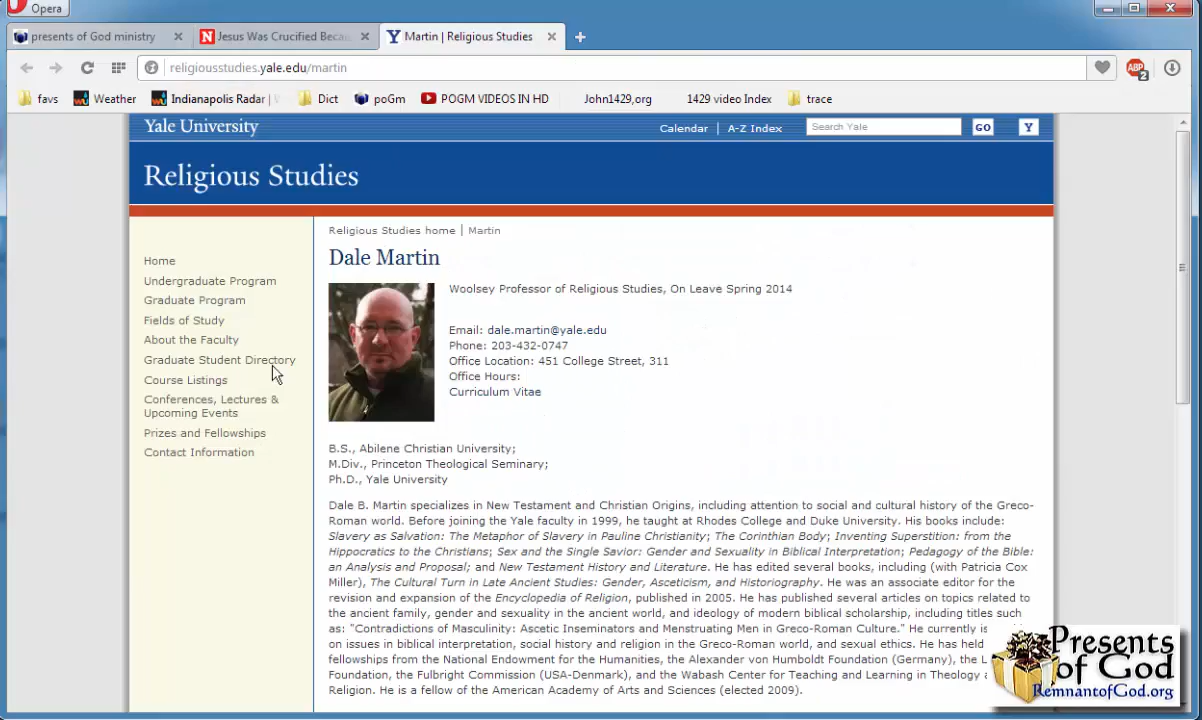 Opera
presents of God ministry
Jesus Was Crucified Beca
Martin | Religious Studies
religiousstudies.yale.edu/martin
ABP
2
favs
Weather
Indianapolis Radar |
Dict
poGm
POGM VIDEOS IN HD
John1429,org
1429 video Index
trace
Yale University
Calendar | A-Z Index
Search Yale
GO
Y
Religious Studies
Religious Studies home | Martin
Home
Undergraduate Program
Graduate Program
Fields of Study
About the Faculty
Graduate Student Directory
Course Listings
Conferences, Lectures &
Upcoming Events
Prizes and Fellowships
Contact Information
Dale Martin
Woolsey Professor of Religious Studies, On Leave Spring 2014
Email: dale.martin@yale.edu
Phone: 203-432-0747
Office Location: 451 College Street, 311
Office Hours:
Curriculum Vitae
B.S., Abilene Christian University;
M.Div., Princeton Theological Seminary;
Ph.D., Yale University
Dale B. Martin specializes in New Testament and Christian Origins, including attention to social and cultural history of the Greco-
Roman world. Before joining the Yale faculty in 1999, he taught at Rhodes College and Duke University. His books include:
Slavery as Salvation: The Metaphor of Slavery in Pauline Christianity; The Corinthian Body; Inventing Superstition: from the
Hippocratics to the Christians; Sex and the Single Savior: Gender and Sexuality in Biblical Interpretation; Pedagogy of the Bible:
an Analysis and Proposal; and New Testament History and Literature. He has edited several books, including (with Patricia Cox
Miller), The Cultural Turn in Late Ancient Studies: Gender, Asceticism, and Historiography. He was an associate editor for the
revision and expansion of the Encyclopedia of Religion, published in 2005. He has published several articles on topics related to
the ancient family, gender and sexuality in the ancient world, and ideology of modern biblical scholarship, including titles such
as: "Contradictions of Masculinity: Ascetic Inseminators and Menstruating Men in Greco-Roman Culture." He currently is
on issues in biblical interpretation, social history and religion in the Greco-Roman world, and sexual ethics. He has held
fellowships from the National Endowment for the Humanities, the Alexander von Humboldt Foundation (Germany), the
Foundation, the Fulbright Commission (USA-Denmark), and the Wabash Center for Teaching and Learning in Theology
Religion. He is a fellow of the American Academy of Arts and Sciences (elected 2009).
Presents
of God
RemnantofGod.org